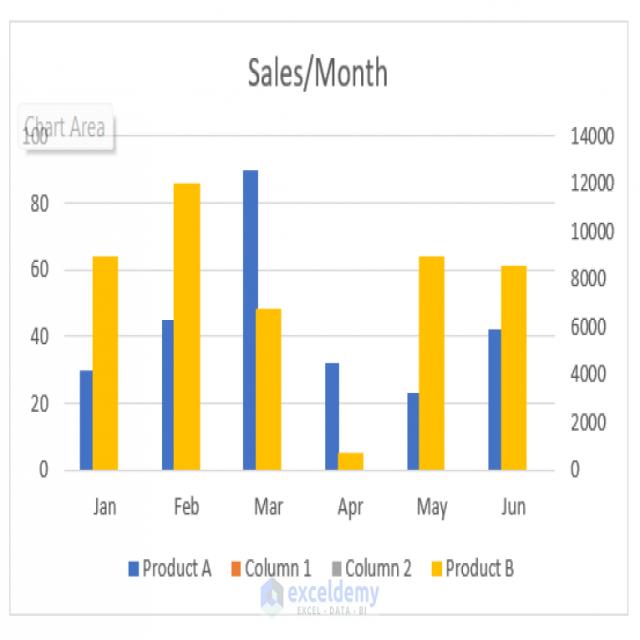 Sales/Month
Chart Area
100 14000
80 12000
10000
60 8000
40 6000
4000
20 2000
0 0
Jan Feb Mar Apr May Jun
Product A Column 1 Column 2 Product B
exceldemy
EXCEL - DATA - BI